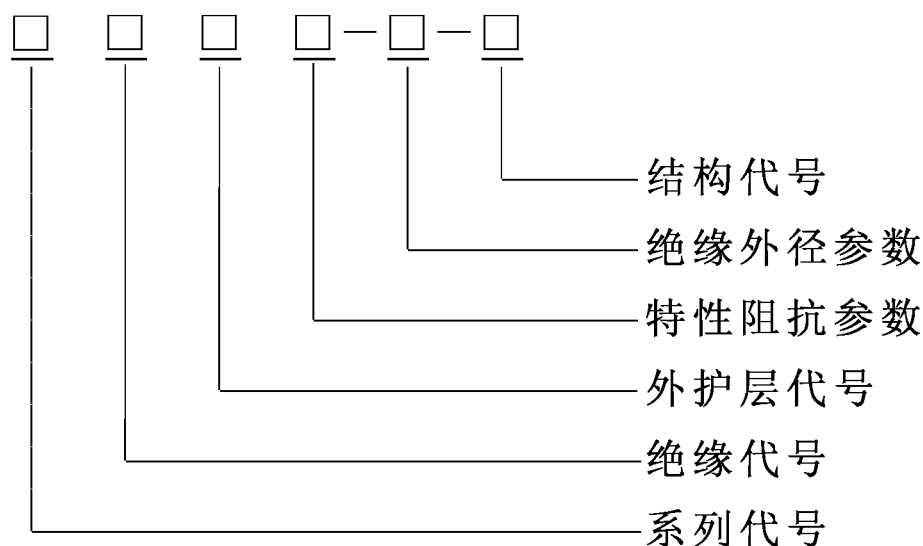 结构代号
绝缘外径参数
特性阻抗参数
外护层代号
绝缘代号
系列代号